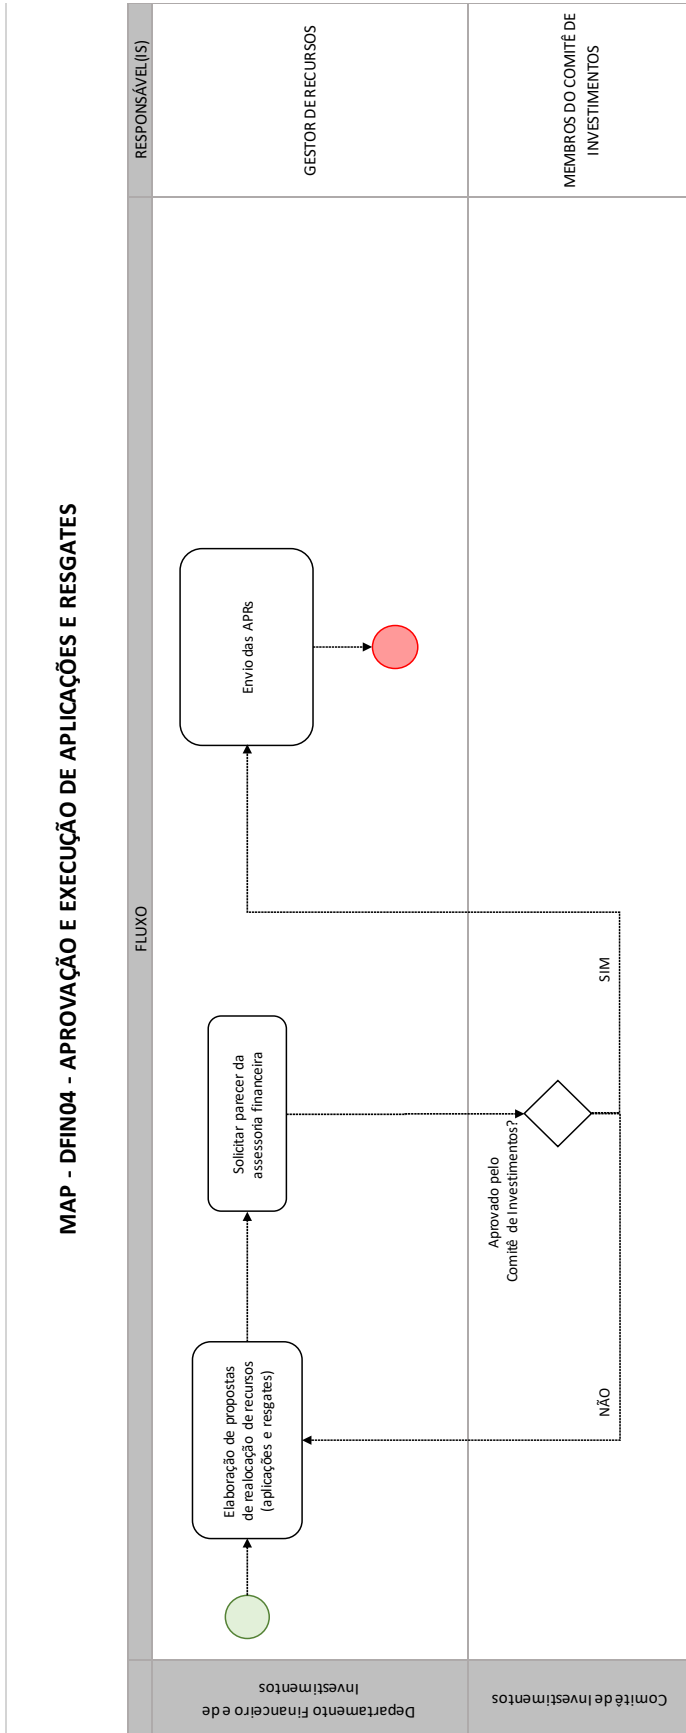 MAP - DFIN04 - APROVAÇÃO E EXECUÇÃO DE APLICAÇÕES E RESGATES
FLUXO
RESPONSÁVEL(IS)
Departamento Financeiro e de
Investimentos
Elaboração de propostas
de realocação de recursos
(aplicações e resgates)
Solicitar parecer da
assessoria financeira
Envio das APRs
GESTOR DE RECURSOS
Comitê de Investimentos
Aprovado pelo
Comitê de Investimentos?
NÃO
SIM
MEMBROS DO COMITÊ DE
INVESTIMENTOS